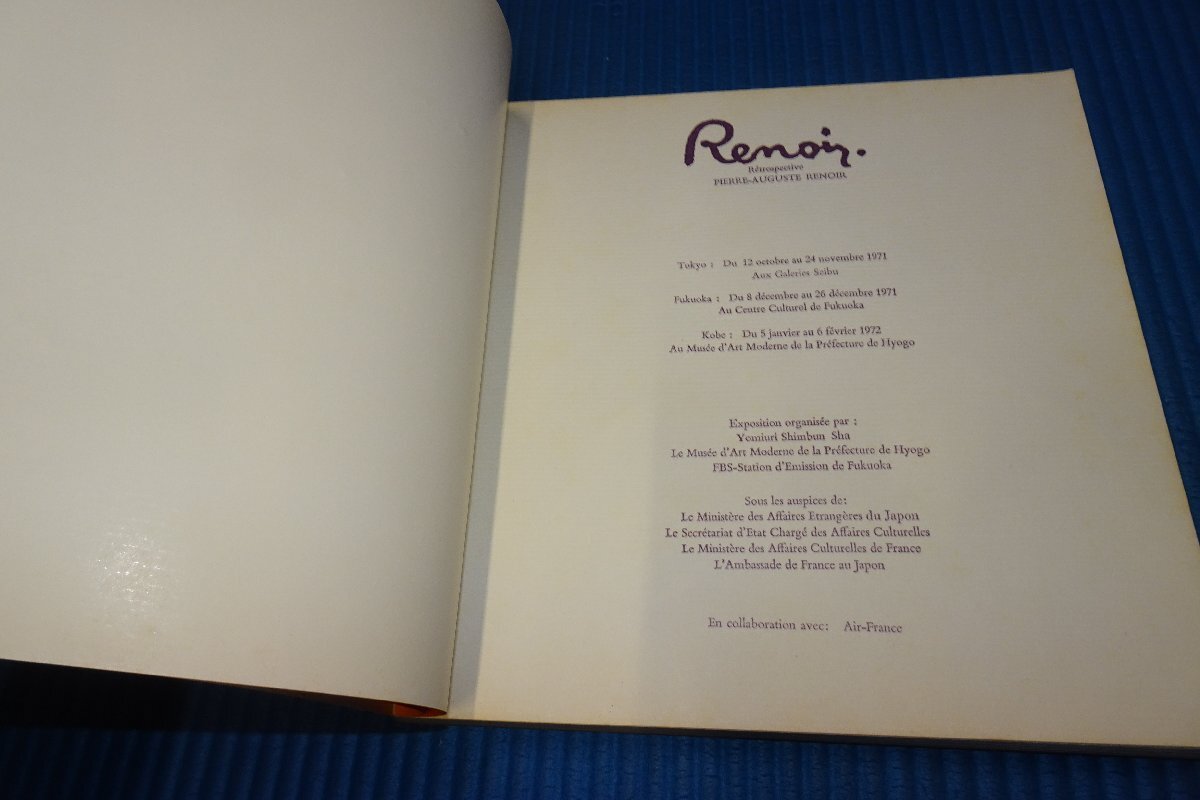 Renoir.
Rétrospective
PIERRE-AUGUSTE RENOIR
Tokyo : Du 12 octobre au 24 novembre 1971
Aux Galeries Seibu
Fukuoka : Du 8 décembre au 26 décembre 1971
Au Centre Culturel de Fukuoka
Kobe : Du 5 janvier au 6 février 1972
Au Musée d'Art Moderne de la Préfecture de Hyogo
Exposition organisée par :
Yomiuri Shimbun Sha
Le Musée d'Art Moderne de la Préfecture de Hyogo
FBS-Station d'Emission de Fukuoka
Sous les auspices de:
Le Ministère des Affaires Etrangères du Japon
Le Secrétariat d'Etat Chargé des Affaires Culturelles
Le Ministère des Affaires Culturelles de France
L'Ambassade de France au Japon
En collaboration avec: Air-France